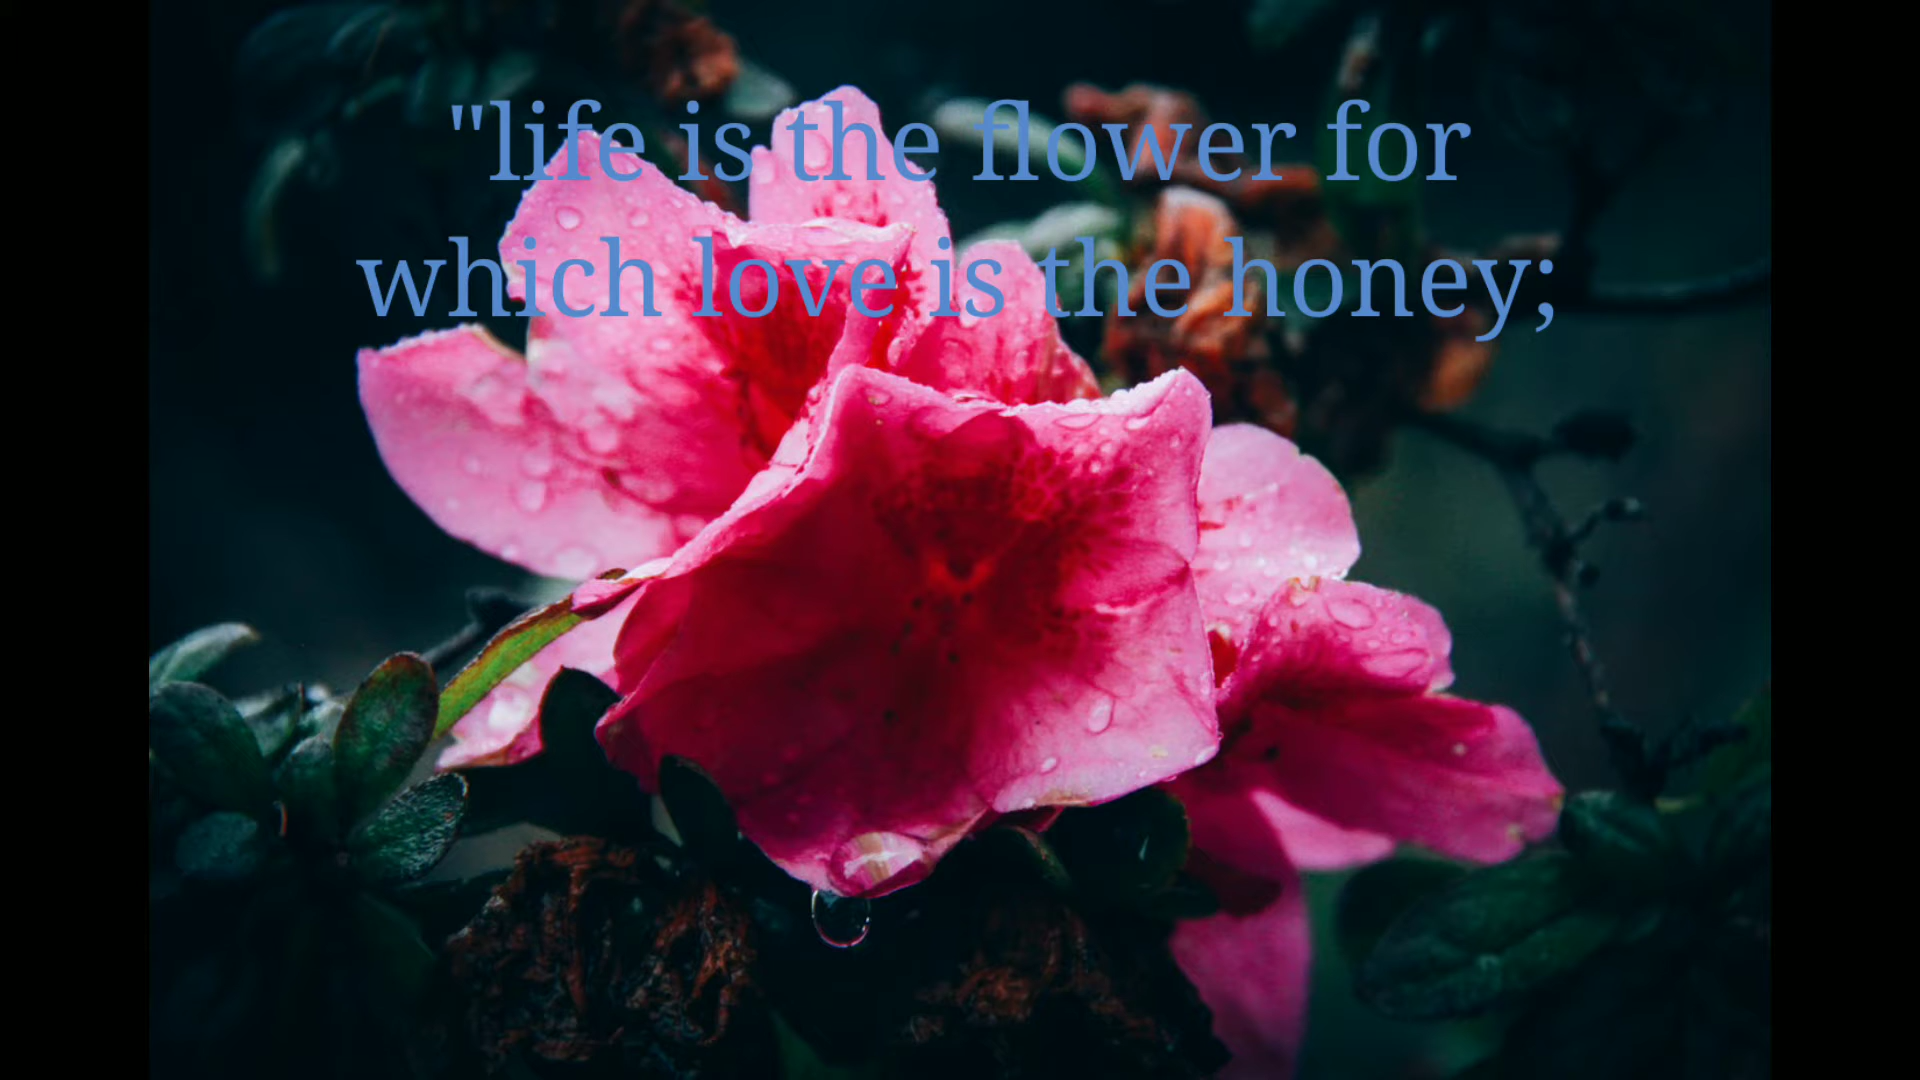 "life is the flower for
which love is the honey;